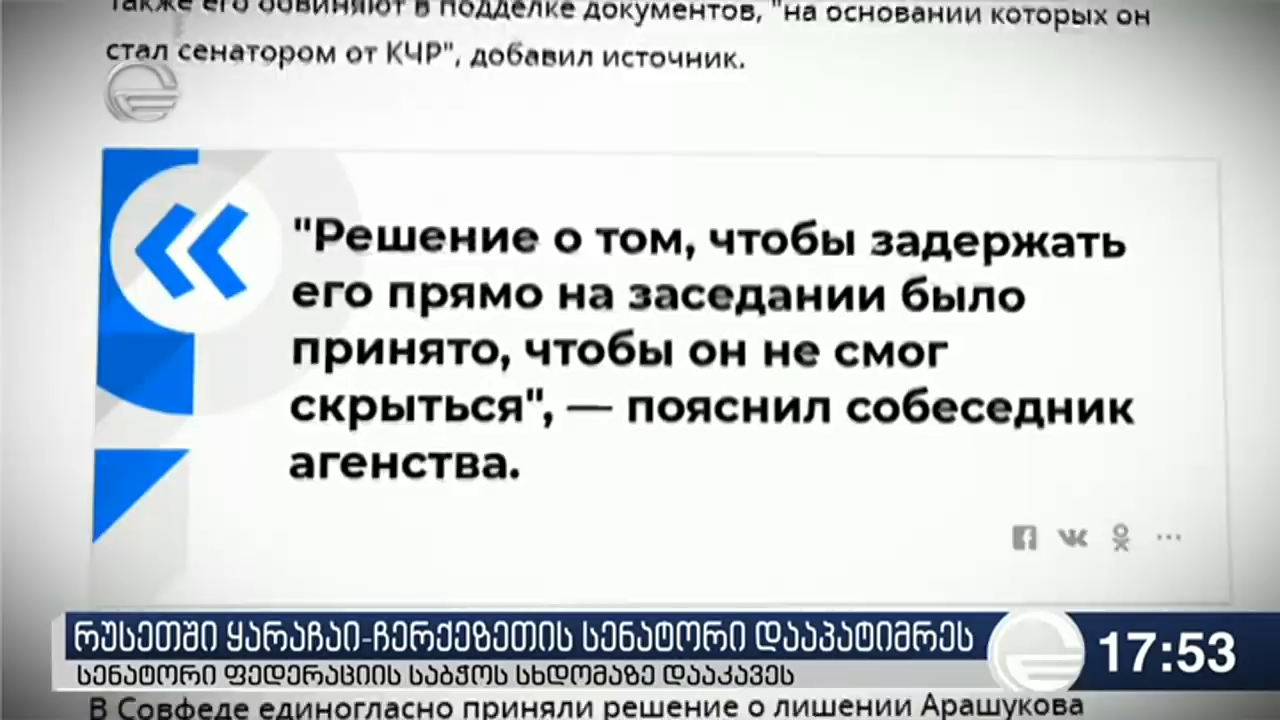 также его обвиняют в подделке документов, "на основании которых он
стал сенатором от КЧР", добавил источник.
"Решение о том, чтобы задержать
его прямо на заседании было
принято, чтобы он не смог
скрыться", — пояснил собеседник
агенства.
რუსეთში ყარაჩაი-ჩერქეზეთის სენატორი დააპატიმრეს
17:53
სენატორი ფედერაციის საბჭოს სხდომაზე დააკავეს
В Совфеде единогласно приняли решение о лишении Арашукова